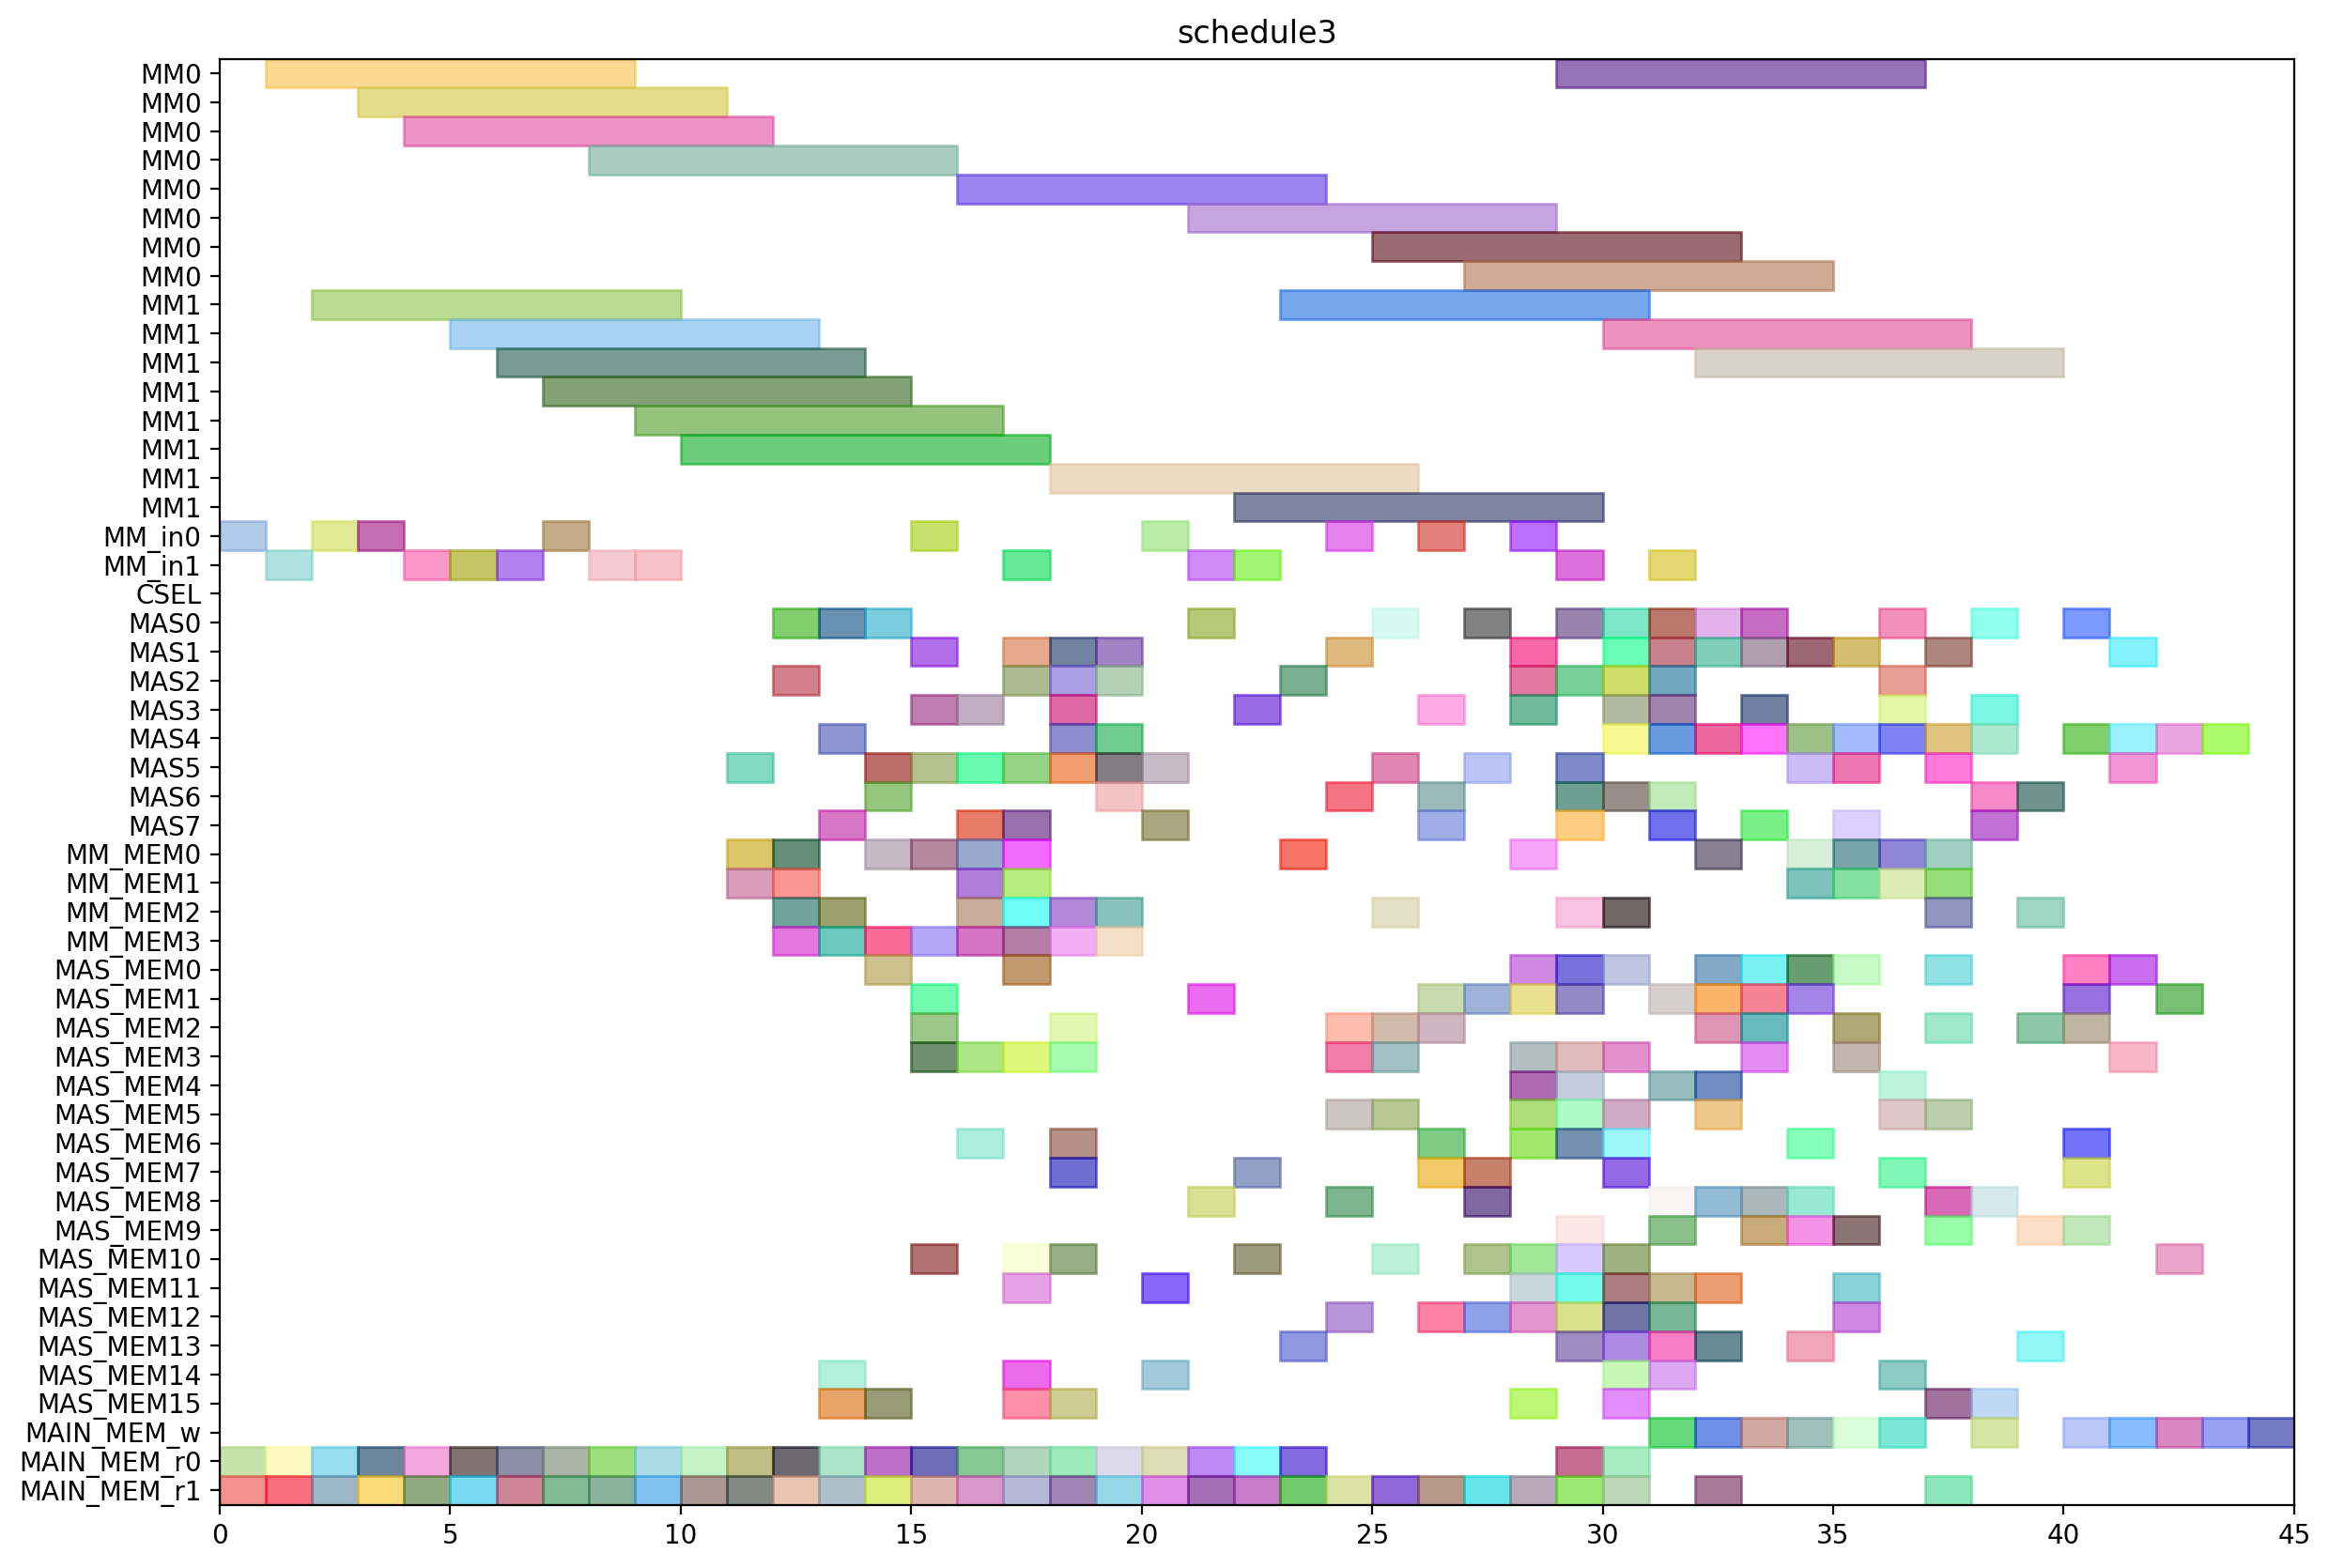 schedule3
MM0
MM0
MM0
MM0
MM0
MM0
MM0
MM0
MM1
MM1
MM1
MM1
MM1
MM1
MM1
MM1
MM_in0
MM_in1
CSEL
MAS0
MAS1
MAS2
MAS3
MAS4
MAS5
MAS6
MAS7
MM_MEM0
MM_MEM1
MM_MEM2
MM_MEM3
MAS_MEM0
MAS_MEM1
MAS_MEM2
MAS_MEM3
MAS_MEM4
MAS_MEM5
MAS_MEM6
MAS_MEM7
MAS_MEM8
MAS_MEM9
MAS_MEM10
MAS_MEM11
MAS_MEM12
MAS_MEM13
MAS_MEM14
MAS_MEM15
MAIN_MEM_w
MAIN_MEM_r0
MAIN_MEM_r1
0 5 10 15 20 25 30 35 40 45